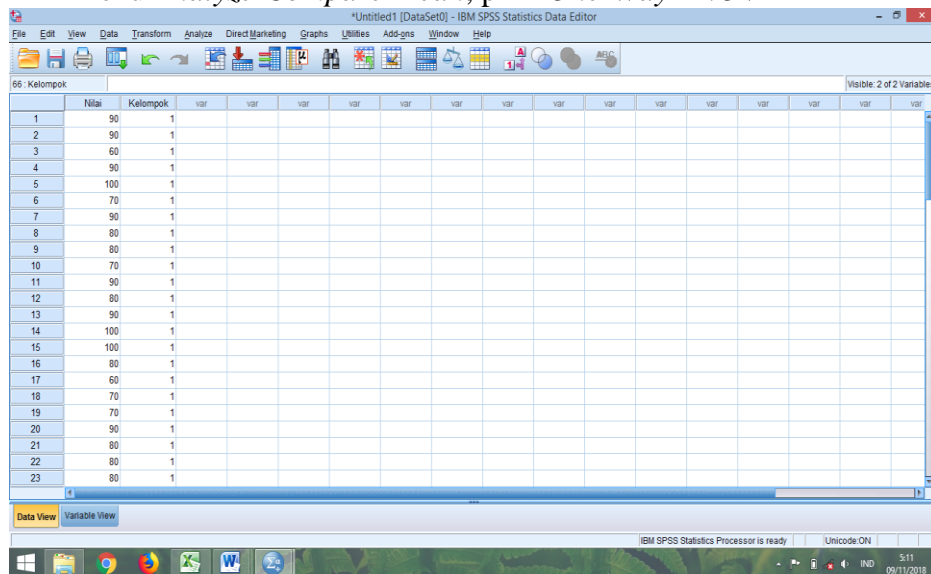 *Untitled1 [DataSet0] - IBM SPSS Statistics Data Editor
File Edit View Data Transform Analyze Direct Marketing Graphs Utilities Add-ons Window Help
66 : Kelompok Visible: 2 of 2 Variables
Nilai Kelompok var var var var var var var var var var var var var var
1 90 1
2 90 1
3 60 1
4 90 1
5 100 1
6 70 1
7 90 1
8 80 1
9 80 1
10 70 1
11 90 1
12 80 1
13 90 1
14 100 1
15 100 1
16 80 1
17 60 1
18 70 1
19 70 1
20 90 1
21 80 1
22 80 1
23 80 1
Data View Variable View
IBM SPSS Statistics Processor is ready Unicode:ON
IND 5:11
09/11/2018